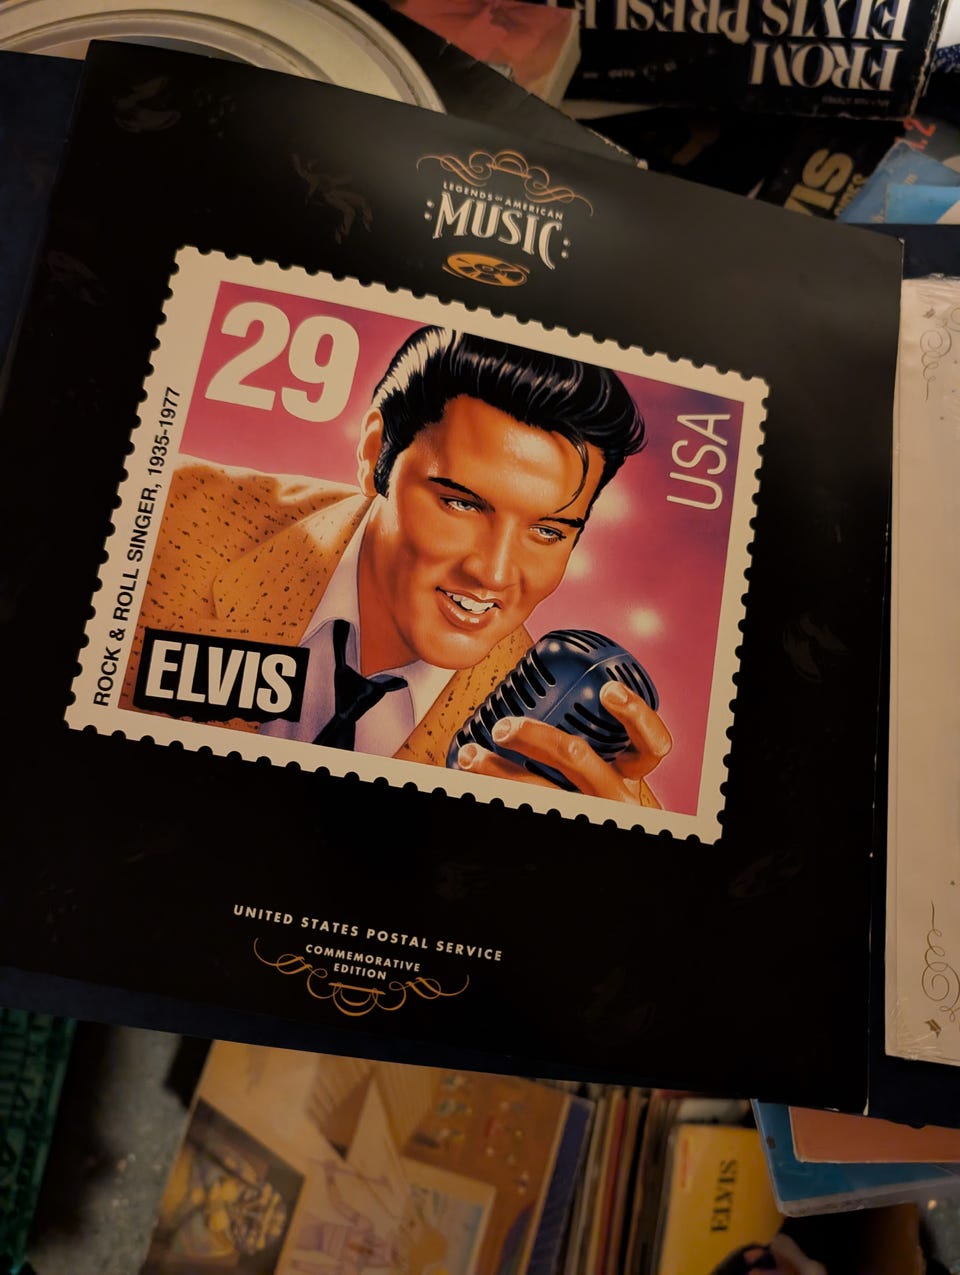 FROM
ELVIS PRESLEY
LEGENDS OF AMERICAN
MUSIC
29
USA
ROCK & ROLL SINGER, 1935-1977
ELVIS
UNITED STATES POSTAL SERVICE
COMMEMORATIVE
EDITION
ELVIS